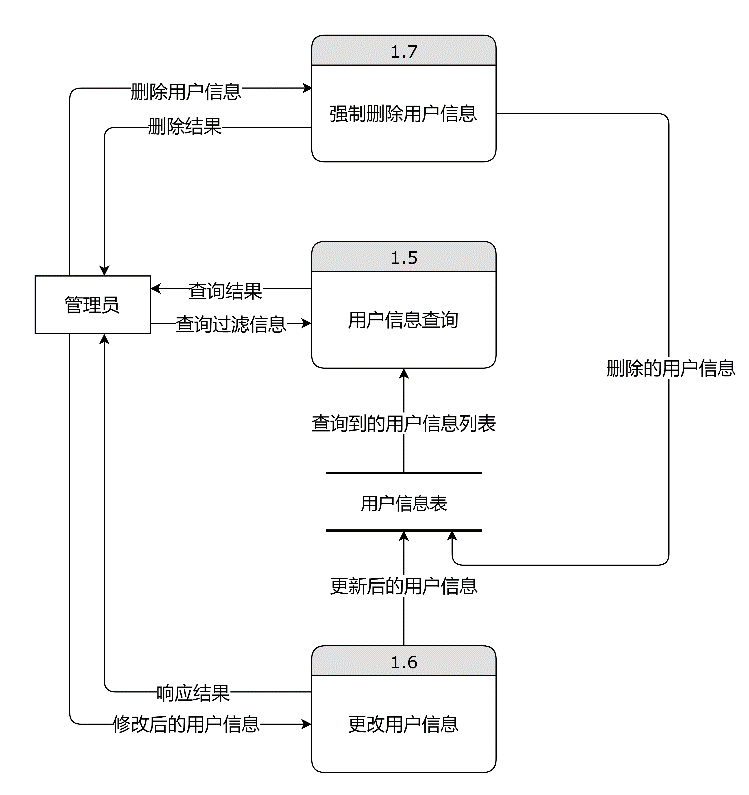 1.7
删除用户信息
强制删除用户信息
删除结果
1.5
查询结果
管理员
用户信息查询
查询过滤信息
删除的用户信息
查询到的用户信息列表
用户信息表
更新后的用户信息
1.6
响应结果
修改后的用户信息
更改用户信息